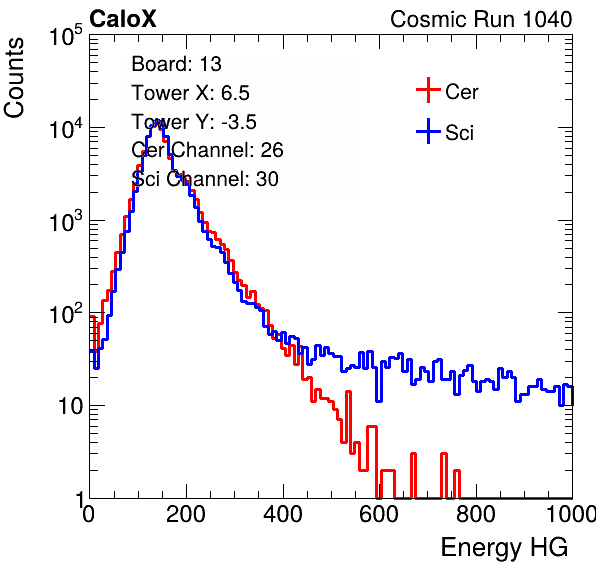 CaloX Cosmic Run 1040
Counts
10^5
10^4
10^3
10^2
10
1
Board: 13
Tower X: 6.5
Tower Y: -3.5
Cer Channel: 26
Sci Channel: 30
Cer
Sci
0 200 400 600 800 1000
Energy HG